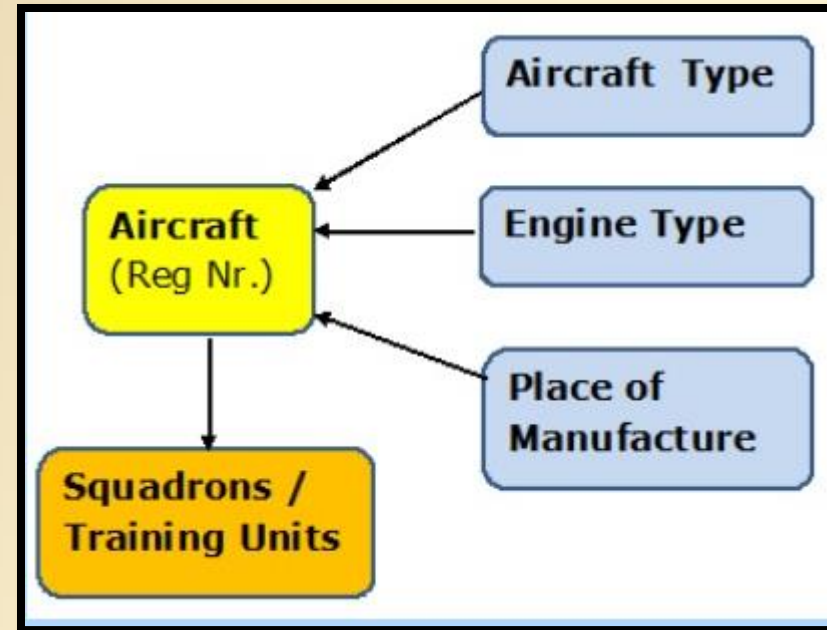 Aircraft Type
Aircraft
(Reg Nr.)
Engine Type
Place of
Manufacture
Squadrons /
Training Units